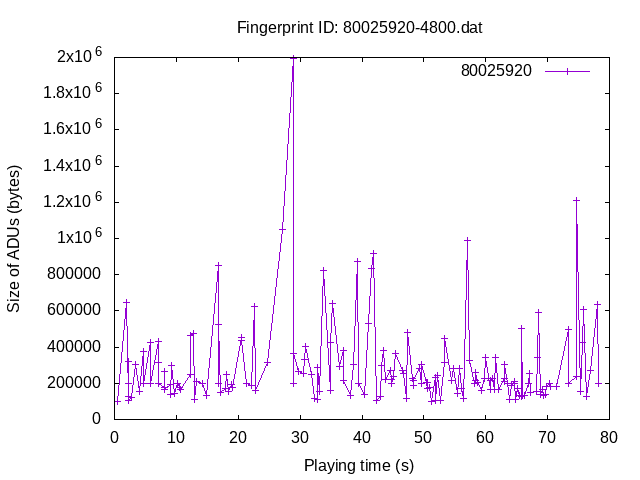 Fingerprint ID: 80025920-4800.dat
80025920
2x10^6
1.8x10^6
1.6x10^6
1.4x10^6
1.2x10^6
1x10^6
800000
600000
400000
200000
0
Size of ADUs (bytes)
0 10 20 30 40 50 60 70 80
Playing time (s)